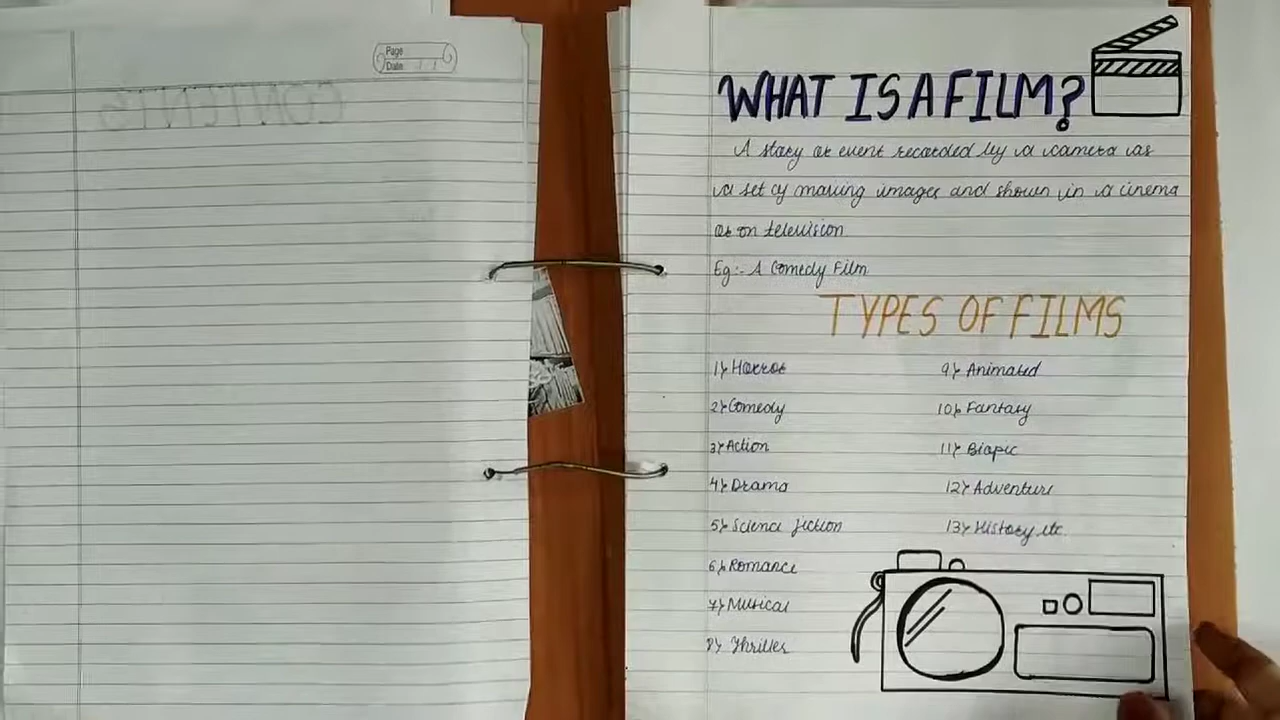 Page
Date
CONTENTS
WHAT IS A FILM?
A story or event recorded by a camera as
a set of moving images and shown in a cinema
or on television
Eg :- A Comedy Film
TYPES OF FILMS
1) Horror
2) Comedy
3) Action
4) Drama
5) Science fiction
6) Romance
7) Musical
8) Thriller
9) Animated
10) Fantasy
11) Biopic
12) Adventure
13) History etc.